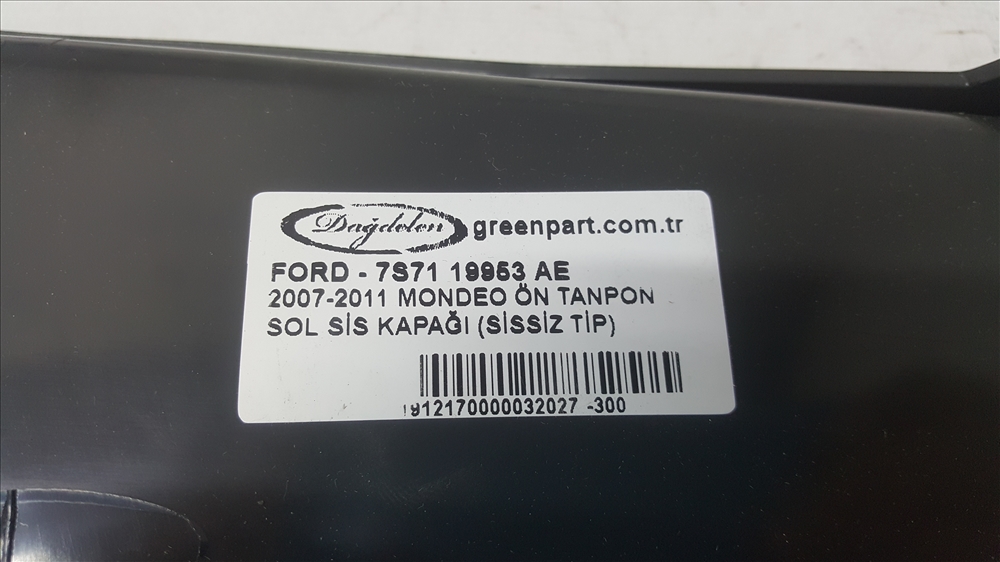 Dağdelen greenpart.com.tr
FORD - 7S71 19953 AE
2007-2011 MONDEO ÖN TANPON
SOL SİS KAPAĞI (SİSSİZ TİP)
1912170000032027 -300